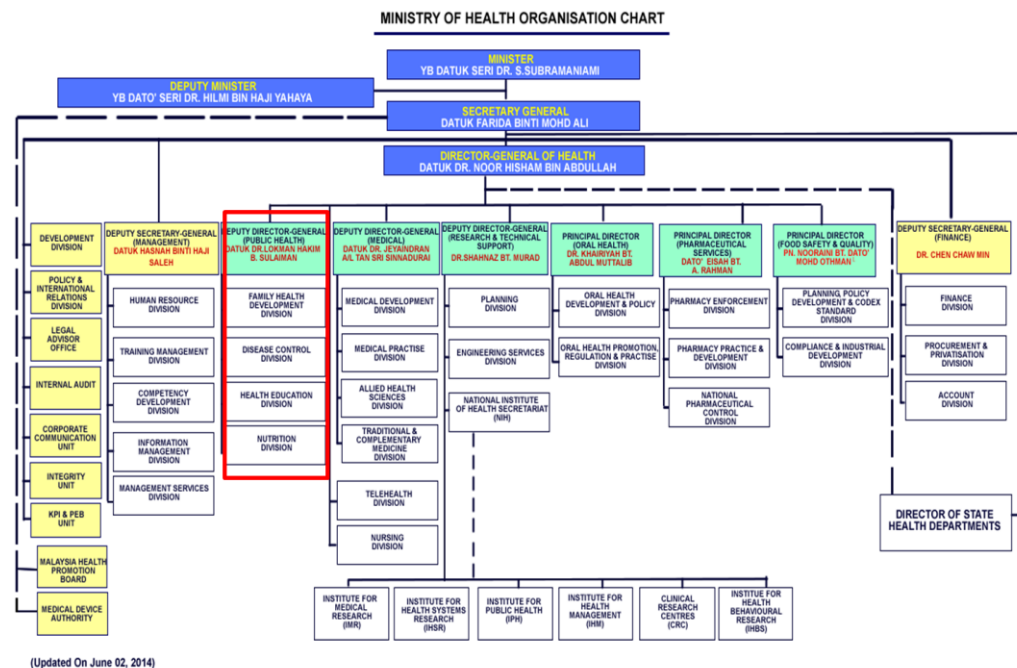 MINISTRY OF HEALTH ORGANISATION CHART
MINISTER
YB DATUK SERI DR. S.SUBRAMANIAMI
DEPUTY MINISTER
YB DATO' SERI DR. HILMI BIN HAJI YAHAYA
SECRETARY GENERAL
DATUK FARIDA BINTI MOHD ALI
DIRECTOR-GENERAL OF HEALTH
DATUK DR. NOOR HISHAM BIN ABDULLAH
DEVELOPMENT
DIVISION
POLICY &
INTERNATIONAL
RELATIONS
DIVISION
LEGAL
ADVISOR
OFFICE
INTERNAL AUDIT
CORPORATE
COMMUNICATION
UNIT
INTEGRITY
UNIT
KPI & PEB
UNIT
MALAYSIA HEALTH
PROMOTION
BOARD
MEDICAL DEVICE
AUTHORITY
DEPUTY SECRETARY-GENERAL
(MANAGEMENT)
DATUK HASNAH BINTI HAJI
SALEH
HUMAN RESOURCE
DIVISION
TRAINING MANAGEMENT
DIVISION
COMPETENCY
DEVELOPMENT
DIVISION
INFORMATION
MANAGEMENT
DIVISION
MANAGEMENT SERVICES
DIVISION
DEPUTY DIRECTOR-GENERAL
(PUBLIC HEALTH)
DATUK DR.LOKMAN HAKIM
B. SULAIMAN
FAMILY HEALTH
DEVELOPMENT
DIVISION
DISEASE CONTROL
DIVISION
HEALTH EDUCATION
DIVISION
NUTRITION
DIVISION
DEPUTY DIRECTOR-GENERAL
(MEDICAL)
DATUK DR. JEYAINDRAN
A/L TAN SRI SINNADURAI
MEDICAL DEVELOPMENT
DIVISION
MEDICAL PRACTISE
DIVISION
ALLIED HEALTH
SCIENCES
DIVISION
TRADITIONAL &
COMPLEMENTARY
MEDICINE DIVISION
TELEHEALTH
DIVISION
NURSING
DIVISION
DEPUTY DIRECTOR-GENERAL
(RESEARCH & TECHNICAL
SUPPORT)
DR.SHAHNAZ BT. MURAD
PLANNING
DIVISION
ENGINEERING SERVICES
DIVISION
NATIONAL INSTITUTE
OF HEALTH SECRETARIAT
(NIH)
PRINCIPAL DIRECTOR
(ORAL HEALTH)
DR. KHAIRIYAH BT.
ABDUL MUTTALIB
ORAL HEALTH
DEVELOPMENT & POLICY
DIVISION
ORAL HEALTH PROMOTION,
REGULATION & PRACTISE
DIVISION
PRINCIPAL DIRECTOR
(PHARMACEUTICAL
SERVICES)
DATO' EISAH BT.
A. RAHMAN
PHARMACY ENFORCEMENT
DIVISION
PHARMACY PRACTICE &
DEVELOPMENT
DIVISION
NATIONAL
PHARMACEUTICAL
CONTROL DIVISION
PRINCIPAL DIRECTOR
(FOOD SAFETY & QUALITY)
PN. NOORAINI BT. DATO'
MOHD OTHMAN
PLANNING POLICY
DEVELOPMENT & CODEX
STANDARD
DIVISION
COMPLIANCE & INDUSTRIAL
DEVELOPMENT
DIVISION
DEPUTY SECRETARY-GENERAL
(FINANCE)
DR. CHEN CHAW MIN
FINANCE
DIVISION
PROCUREMENT &
PRIVATISATION
DIVISION
ACCOUNT
DIVISION
DIRECTOR OF STATE
HEALTH DEPARTMENTS
INSTITUTE FOR
MEDICAL
RESEARCH
(IMR)
INSTITUTE FOR
HEALTH SYSTEMS
RESEARCH
(IHSR)
INSTITUTE FOR
PUBLIC HEALTH
(IPH)
INSTITUTE FOR
HEALTH
MANAGEMENT
(IHM)
CLINICAL
RESEARCH
CENTRES
(CRC)
INSTITUE FOR
HEALTH
BEHAVIOURAL
RESEARCH
(IHBS)
(Updated On June 02, 2014)